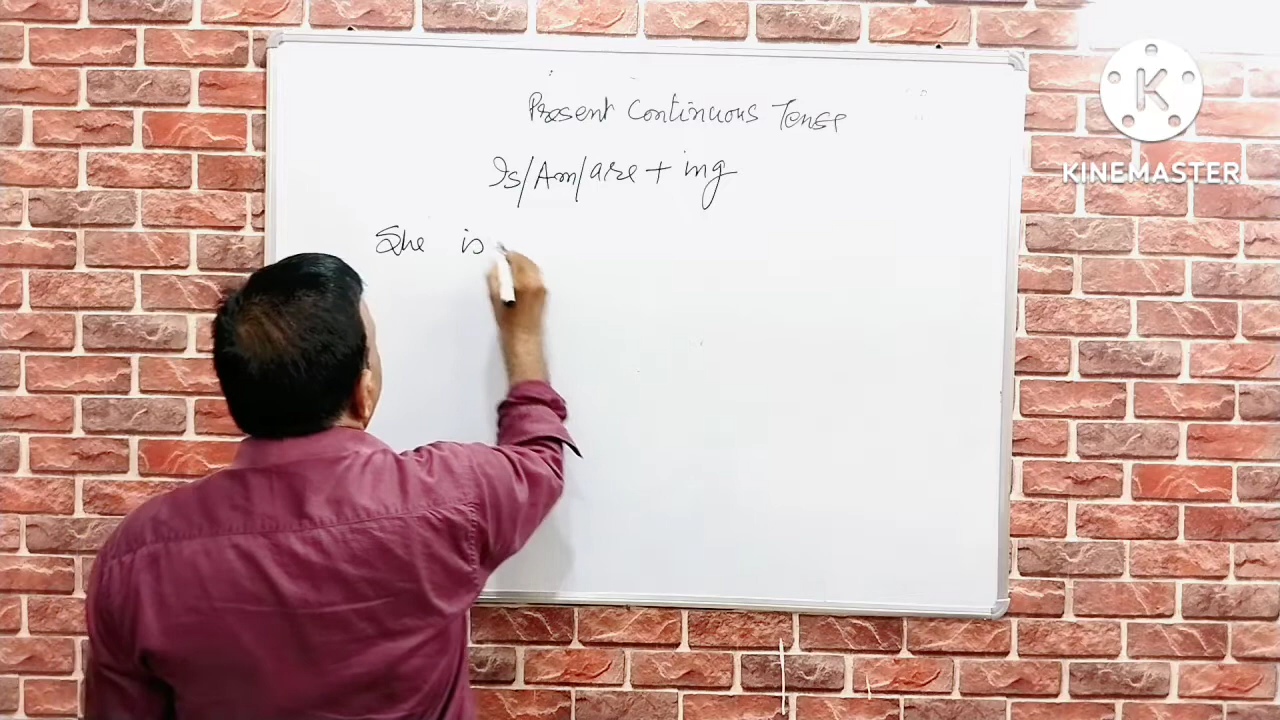 Present Continuous Tense
Is/Am/are + ing
She is
K
KINEMASTER